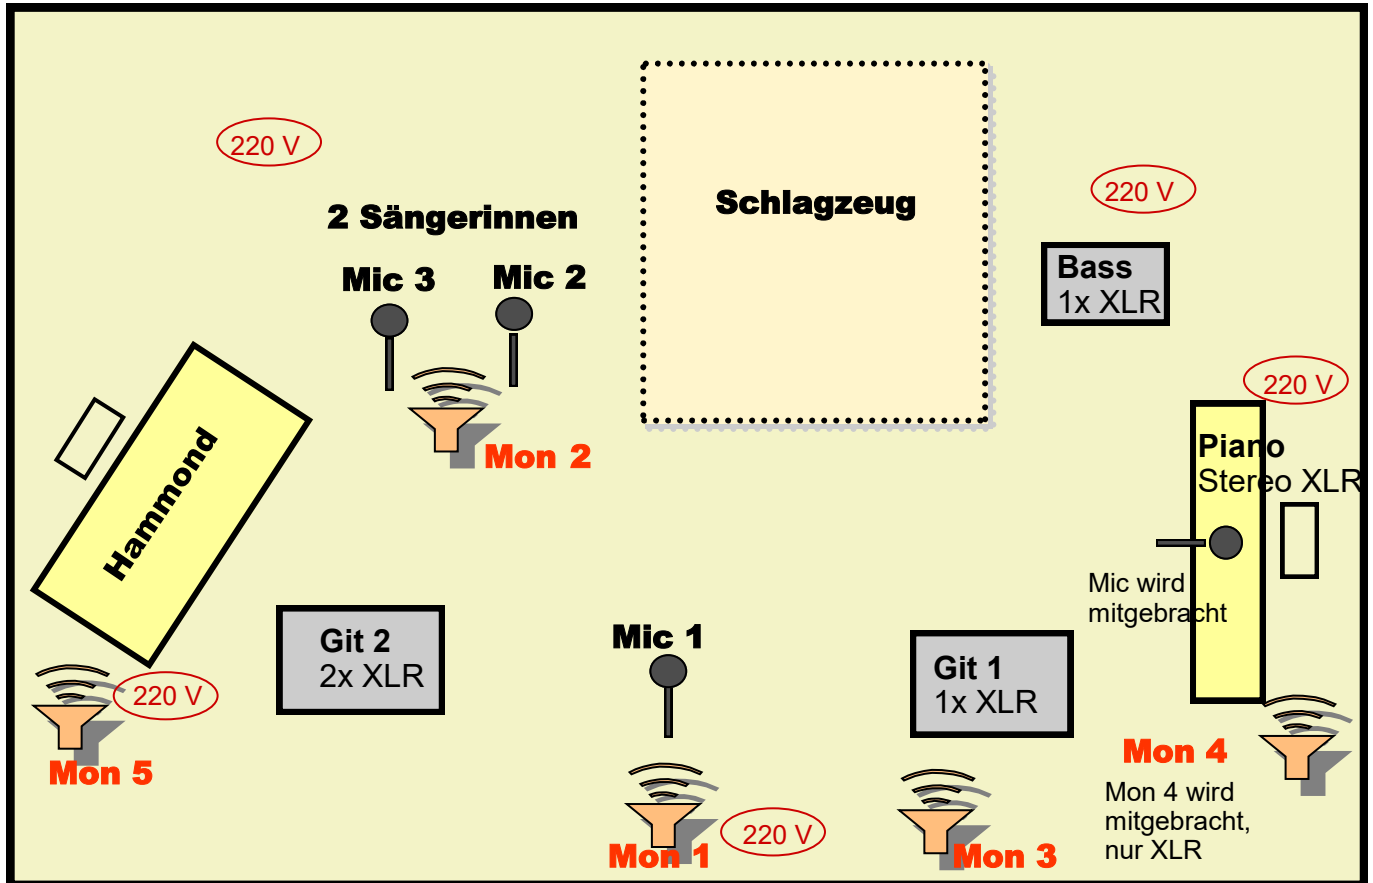 220 V
Schlagzeug
220 V
2 Sängerinnen
Mic 3
Mic 2
Bass
1x XLR
220 V
Mon 2
Piano
Stereo XLR
Hammond
Mic wird
mitgebracht
Git 2
2x XLR
Mic 1
Git 1
1x XLR
220 V
Mon 5
Mon 4
Mon 4 wird
mitgebracht,
nur XLR
Mon 1
220 V
Mon 3